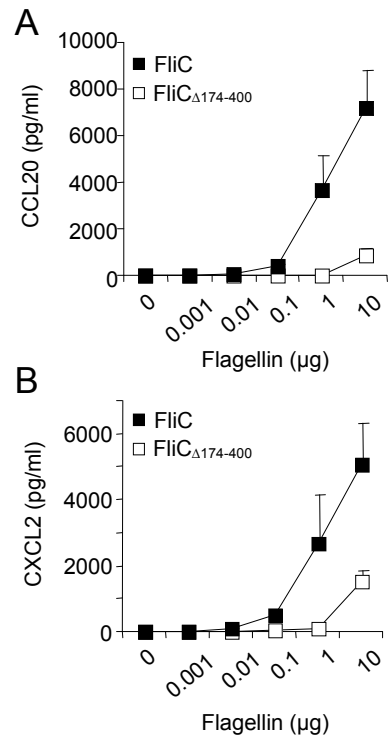 A
10000
8000
6000
4000
2000
0
CCL20 (pg/ml)
FliC
FliCΔ174-400
0 0.001 0.01 0.1 1 10
Flagellin (µg)
B
6000
4000
2000
0
CXCL2 (pg/ml)
FliC
FliCΔ174-400
0 0.001 0.01 0.1 1 10
Flagellin (µg)